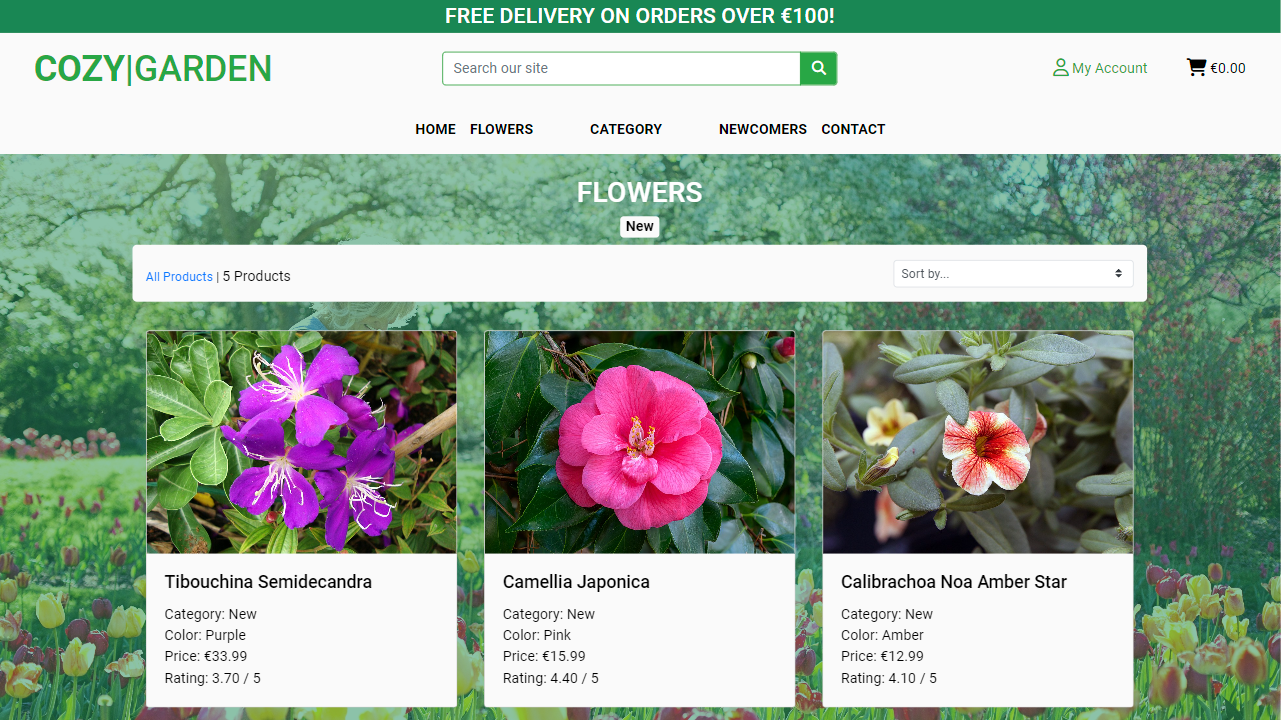 FREE DELIVERY ON ORDERS OVER €100!
COZY|GARDEN
Search our site
My Account
€0.00
HOME FLOWERS CATEGORY NEWCOMERS CONTACT
FLOWERS
New
All Products | 5 Products
Sort by...
Tibouchina Semidecandra
Category: New
Color: Purple
Price: €33.99
Rating: 3.70 / 5
Camellia Japonica
Category: New
Color: Pink
Price: €15.99
Rating: 4.40 / 5
Calibrachoa Noa Amber Star
Category: New
Color: Amber
Price: €12.99
Rating: 4.10 / 5